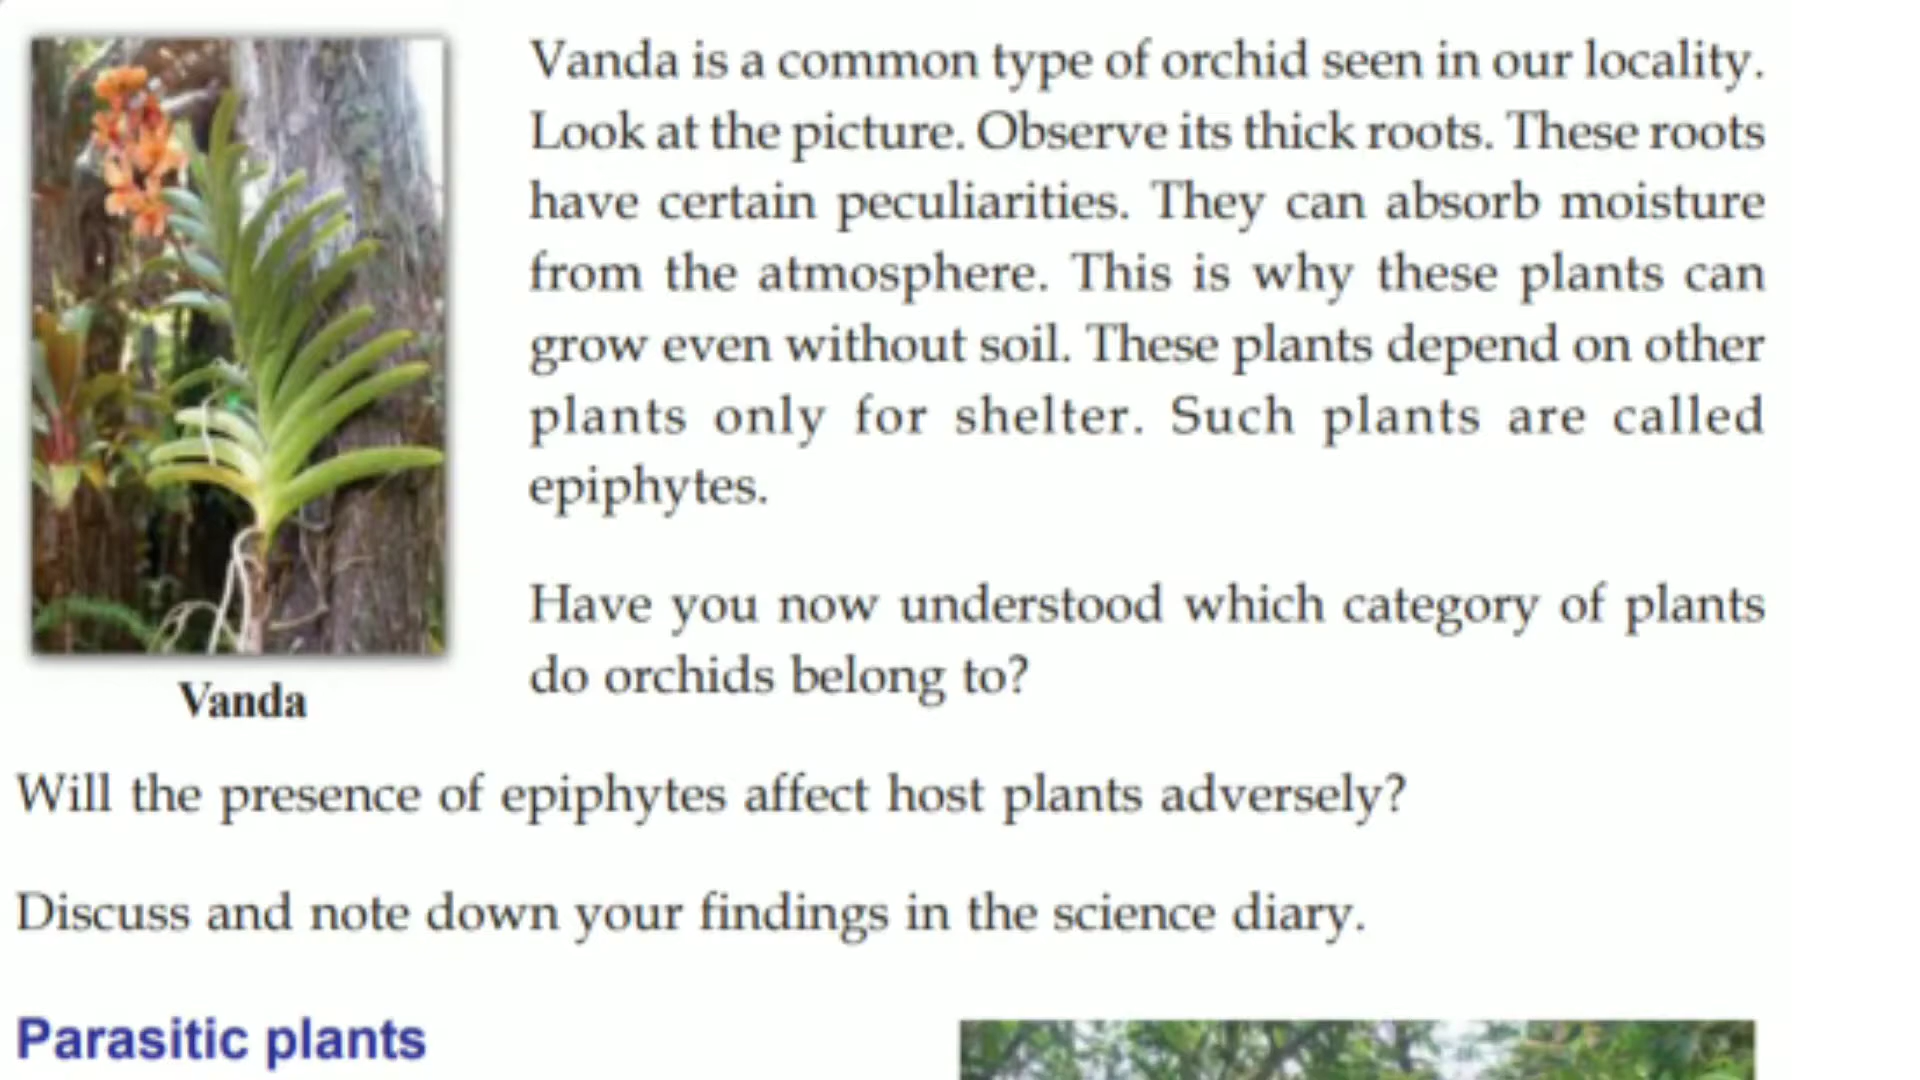 Vanda is a common type of orchid seen in our locality.
Look at the picture. Observe its thick roots. These roots
have certain peculiarities. They can absorb moisture
from the atmosphere. This is why these plants can
grow even without soil. These plants depend on other
plants only for shelter. Such plants are called
epiphytes.
Have you now understood which category of plants
do orchids belong to?
Vanda
Will the presence of epiphytes affect host plants adversely?
Discuss and note down your findings in the science diary.
Parasitic plants